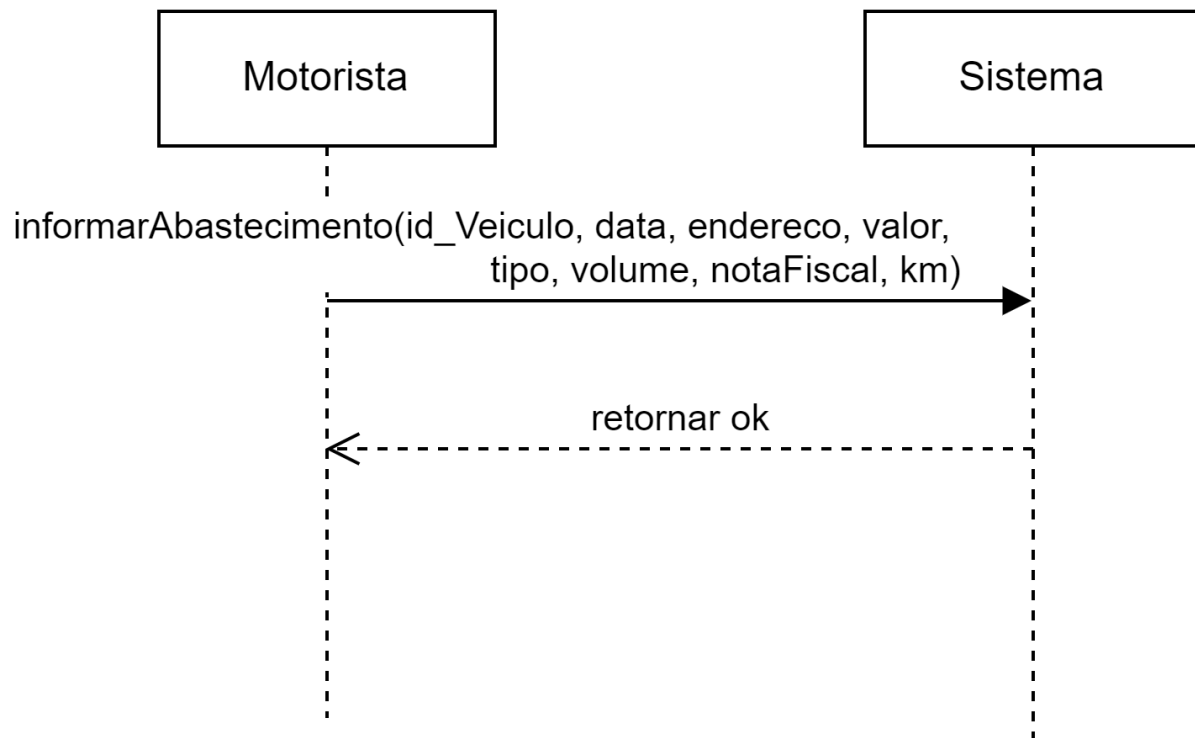 Motorista
Sistema
informarAbastecimento(id_Veiculo, data, endereco, valor,
tipo, volume, notaFiscal, km)
retornar ok